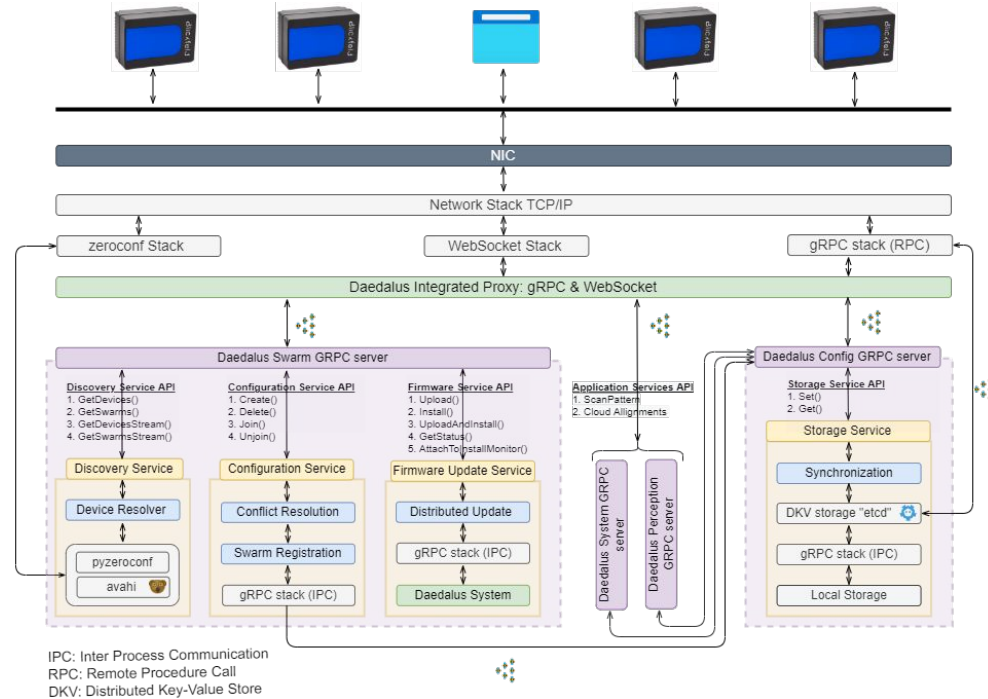 NIC
Network Stack TCP/IP
zeroconf Stack
WebSocket Stack
gRPC stack (RPC)
Daedalus Integrated Proxy: gRPC & WebSocket
Daedalus Swarm GRPC server
Daedalus Config GRPC server
Discovery Service API
1. GetDevices()
2. GetSwarms()
3. GetDevicesStream()
4. GetSwarmsStream()
Configuration Service API
1. Create()
2. Delete()
3. Join()
4. Unjoin()
Firmware Service API
1. Upload()
2. Install()
3. UploadAndInstall()
4. GetStatus()
5. AttachToInstallMonitor()
Application Services API
1. ScanPattern
2. Cloud Allignments
Storage Service API
1. Set()
2. Get()
Discovery Service
Device Resolver
pyzeroconf
avahi
Configuration Service
Conflict Resolution
Swarm Registration
gRPC stack (IPC)
Firmware Update Service
Distributed Update
gRPC stack (IPC)
Daedalus System
Daedalus System GRPC
server
Daedalus Perception
GRPC server
Storage Service
Synchronization
DKV storage "etcd"
gRPC stack (IPC)
Local Storage
IPC: Inter Process Communication
RPC: Remote Procedure Call
DKV: Distributed Key-Value Store